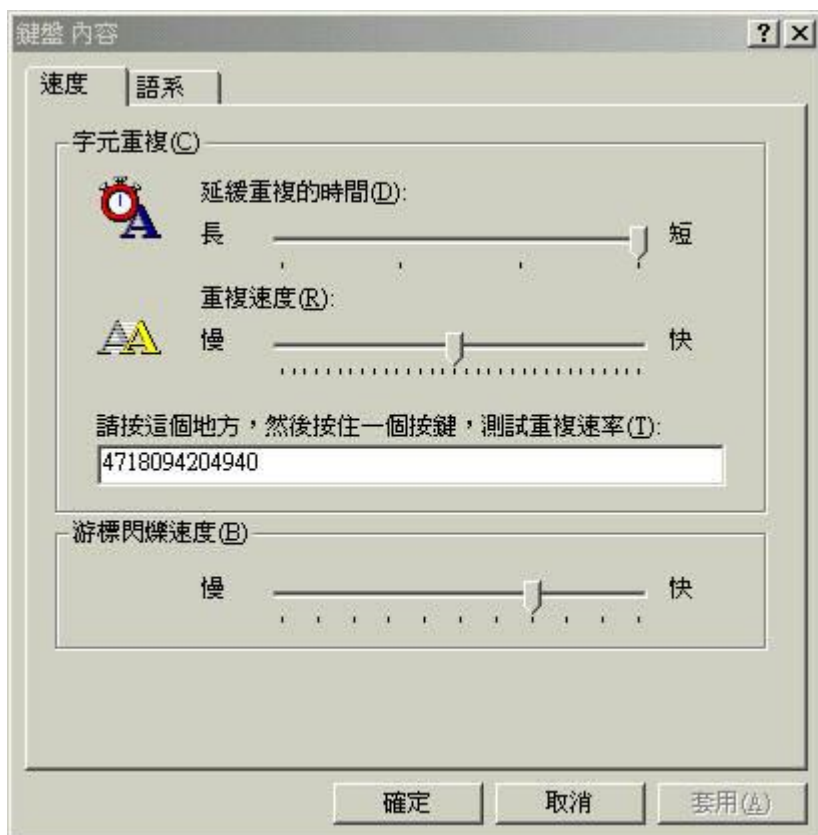 鍵盤 內容
速度 語系
字元重複(C)
延緩重複的時間(D):
長 短
重複速度(R):
慢 快
請按這個地方，然後按住一個按鍵，測試重複速率(T):
4718094204940
游標閃爍速度(B)
慢 快
確定 取消 套用(A)